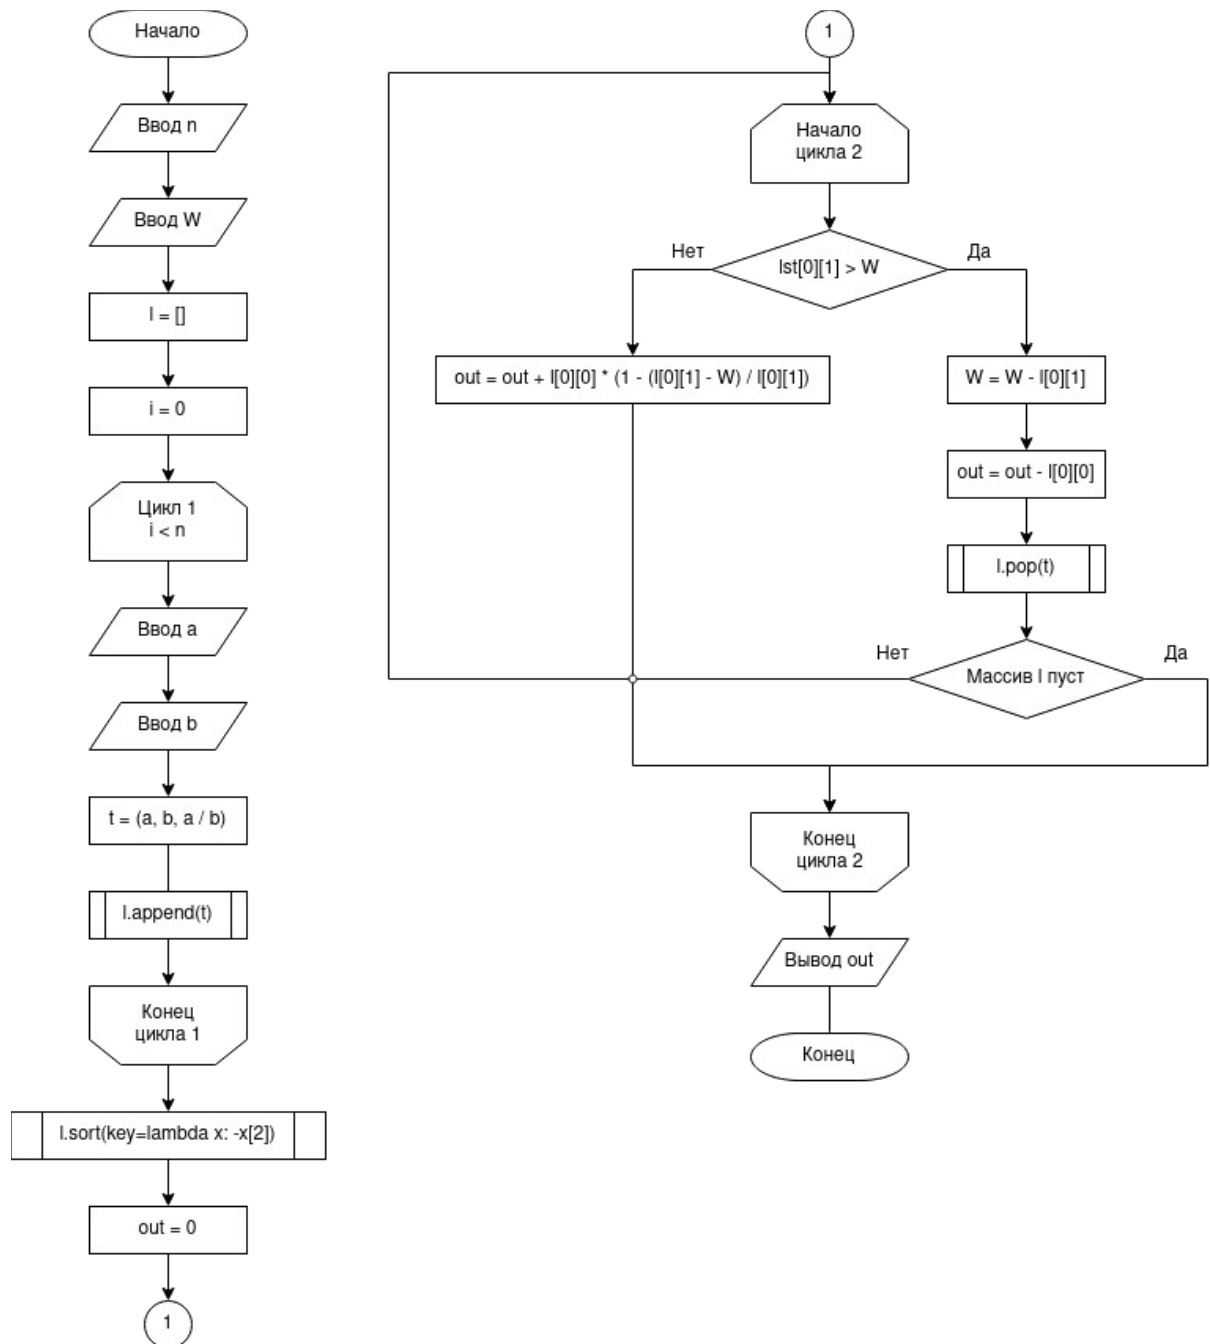 Начало
Ввод n
Ввод W
l = []
i = 0
Цикл 1
i < n
Ввод a
Ввод b
t = (a, b, a / b)
l.append(t)
Конец
цикла 1
l.sort(key=lambda x: -x[2])
out = 0
1
1
Начало
цикла 2
Нет
lst[0][1] > W
Да
out = out + l[0][0] * (1 - (l[0][1] - W) / l[0][1])
W = W - l[0][1]
out = out - l[0][0]
l.pop(t)
Нет
Массив l пуст
Да
Конец
цикла 2
Вывод out
Конец